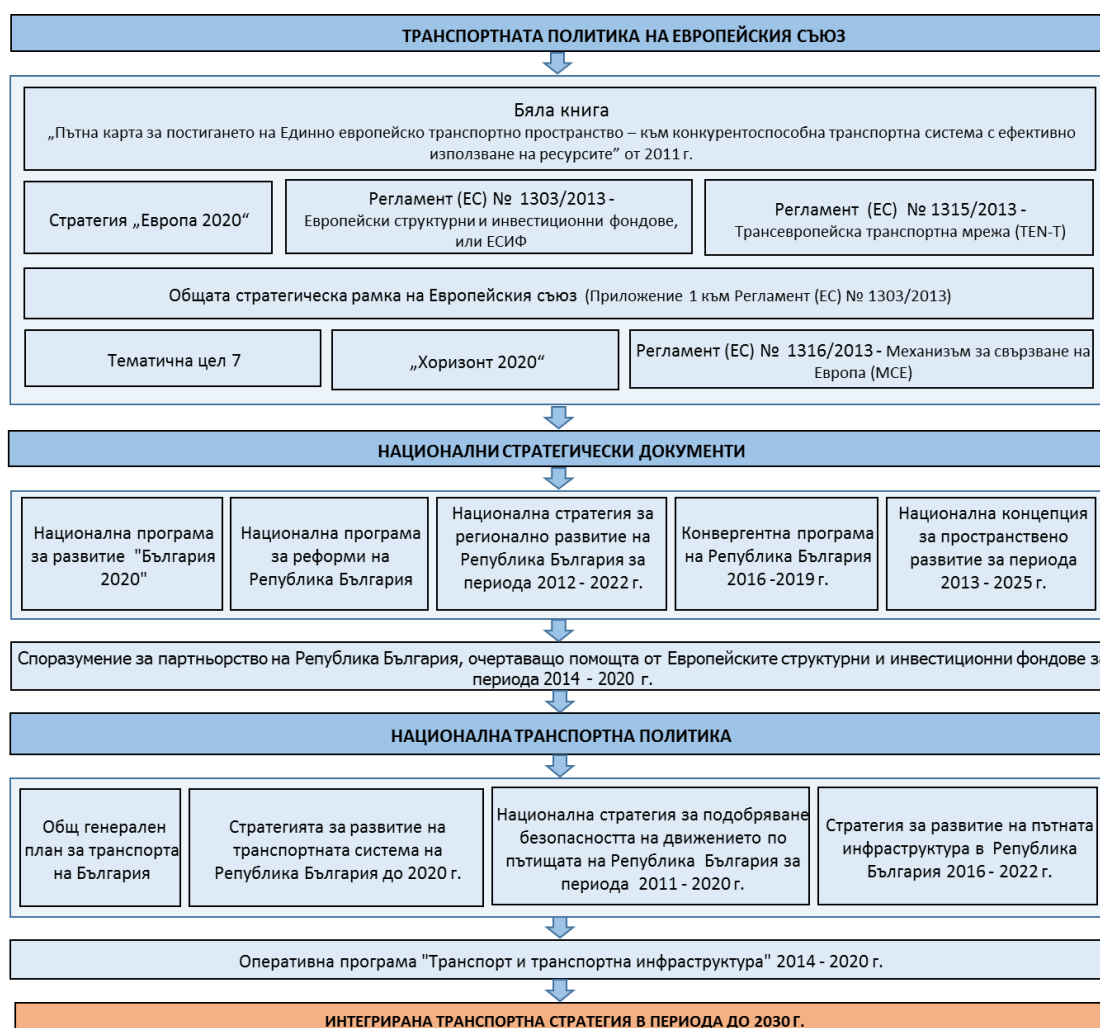 ТРАНСПОРТНАТА ПОЛИТИКА НА ЕВРОПЕЙСКИЯ СЪЮЗ
Бяла книга
„Пътна карта за постигането на Единно европейско транспортно пространство – към конкурентоспособна транспортна система с ефективно
използване на ресурсите” от 2011 г.
Стратегия „Европа 2020“
Регламент (ЕС) № 1303/2013 -
Европейски структурни и инвестиционни фондове,
или ЕСИФ
Регламент (ЕС) № 1315/2013 -
Трансевропейска транспортна мрежа (TEN-T)
Общата стратегическа рамка на Европейския съюз (Приложение 1 към Регламент (ЕС) № 1303/2013)
Тематична цел 7
„Хоризонт 2020“
Регламент (ЕС) № 1316/2013 - Механизъм за свързване на
Европа (МСЕ)
НАЦИОНАЛНИ СТРАТЕГИЧЕСКИ ДОКУМЕНТИ
Национална програма
за развитие "България
2020"
Национална програма
за реформи на
Република България
Национална стратегия за
регионално развитие на
Република България за
периода 2012 - 2022 г.
Конвергентна програма
на Република България
2016 -2019 г.
Национална концепция
за пространствено
развитие за периода
2013 - 2025 г.
Споразумение за партньорство на Република България, очертаващо помощта от Европейските структурни и инвестиционни фондове за
периода 2014 - 2020 г.
НАЦИОНАЛНА ТРАНСПОРТНА ПОЛИТИКА
Общ генерален
план за транспорта
на България
Стратегията за развитие на
транспортната система на
Република България до 2020 г.
Национална стратегия за подобряване
безопасността на движението по
пътищата на Република България за
периода 2011 - 2020 г.
Стратегия за развитие на пътната
инфраструктура в Република
България 2016 - 2022 г.
Оперативна програма "Транспорт и транспортна инфраструктура" 2014 - 2020 г.
ИНТЕГРИРАНА ТРАНСПОРТНА СТРАТЕГИЯ В ПЕРИОДА ДО 2030 Г.